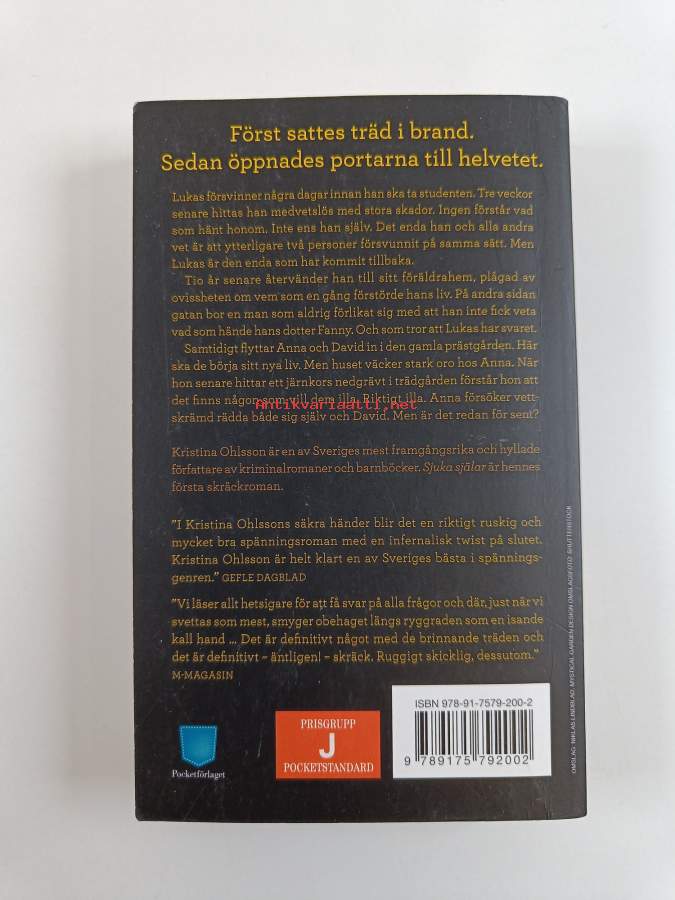 Först sattes träd i brand.
Sedan öppnades portarna till helvetet.
Lukas försvinner några dagar innan han ska ta studenten. Tre veckor
senare hittas han medvetslös med stora skador. Ingen förstår vad
som hänt honom. Inte ens han själv. Det enda han och alla andra
vet är att ytterligare två personer försvunnit på samma sätt. Men
Lukas är den enda som har kommit tillbaka.
Tio år senare återvänder han till sitt föräldrahem, plågad av
ovissheten om vem som en gång förstörde hans liv. På andra sidan
gatan bor en man som aldrig förlikat sig med att han inte fick veta
vad som hände hans dotter Fanny. Och som tror att Lukas har svaret.
Samtidigt flyttar Anna och David in i den gamla prästgården. Här
ska de börja sitt nya liv. Men huset väcker stark oro hos Anna. När
hon senare hittar ett järnkors nedgrävt i trädgården förstår hon att
det finns någon som vill dem illa. Riktigt illa. Anna försöker vett-
Antikvariaatti.net
skrämd rädda både sig själv och David. Men är det redan för sent?
Kristina Ohlsson är en av Sveriges mest framgångsrika och hyllade
författare av kriminalromaner och barnböcker. Sjuka själar är hennes
första skräckroman.
"I Kristina Ohlssons säkra händer blir det en riktigt ruskig och
mycket bra spänningsroman med en infernalisk twist på slutet.
Kristina Ohlsson är helt klart en av Sveriges bästa i spännings-
genren." GEFLE DAGBLAD
"Vi läser allt hetsigare för att få svar på alla frågor och där, just när vi
svettas som mest, smyger obehaget längs ryggraden som en isande
kall hand ... Det är definitivt något med de brinnande träden och
det är definitivt – äntligen! – skräck. Ruggigt skicklig, dessutom."
M-MAGASIN
Pocketförlaget
PRISGRUPP
J
POCKETSTANDARD
ISBN 978-91-7579-200-2
9 789175 792002
OMSLAG: NIKLAS LINDBLAD, MYSTICAL GARDEN DESIGN OMSLAGSFOTO: SHUTTERSTOCK